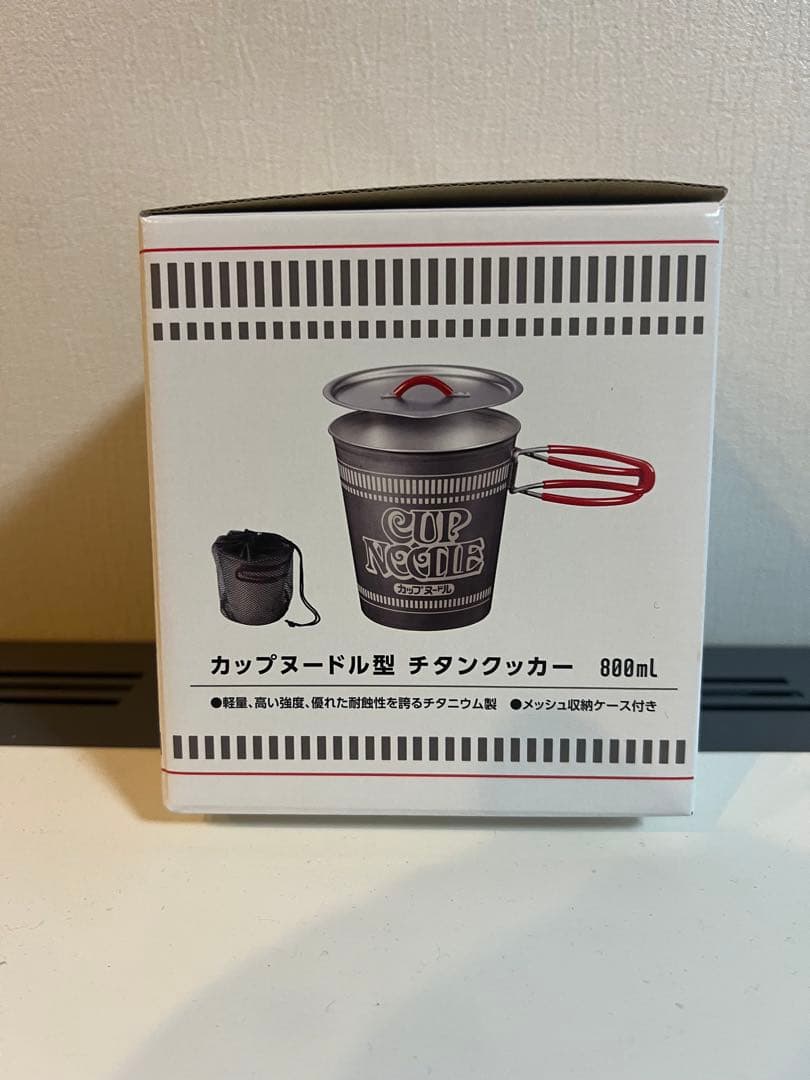 CUP
NOODLE
カップヌードル
カップヌードル型 チタンクッカー 800mL
●軽量、高い強度、優れた耐蝕性を誇るチタニウム製 ●メッシュ収納ケース付き